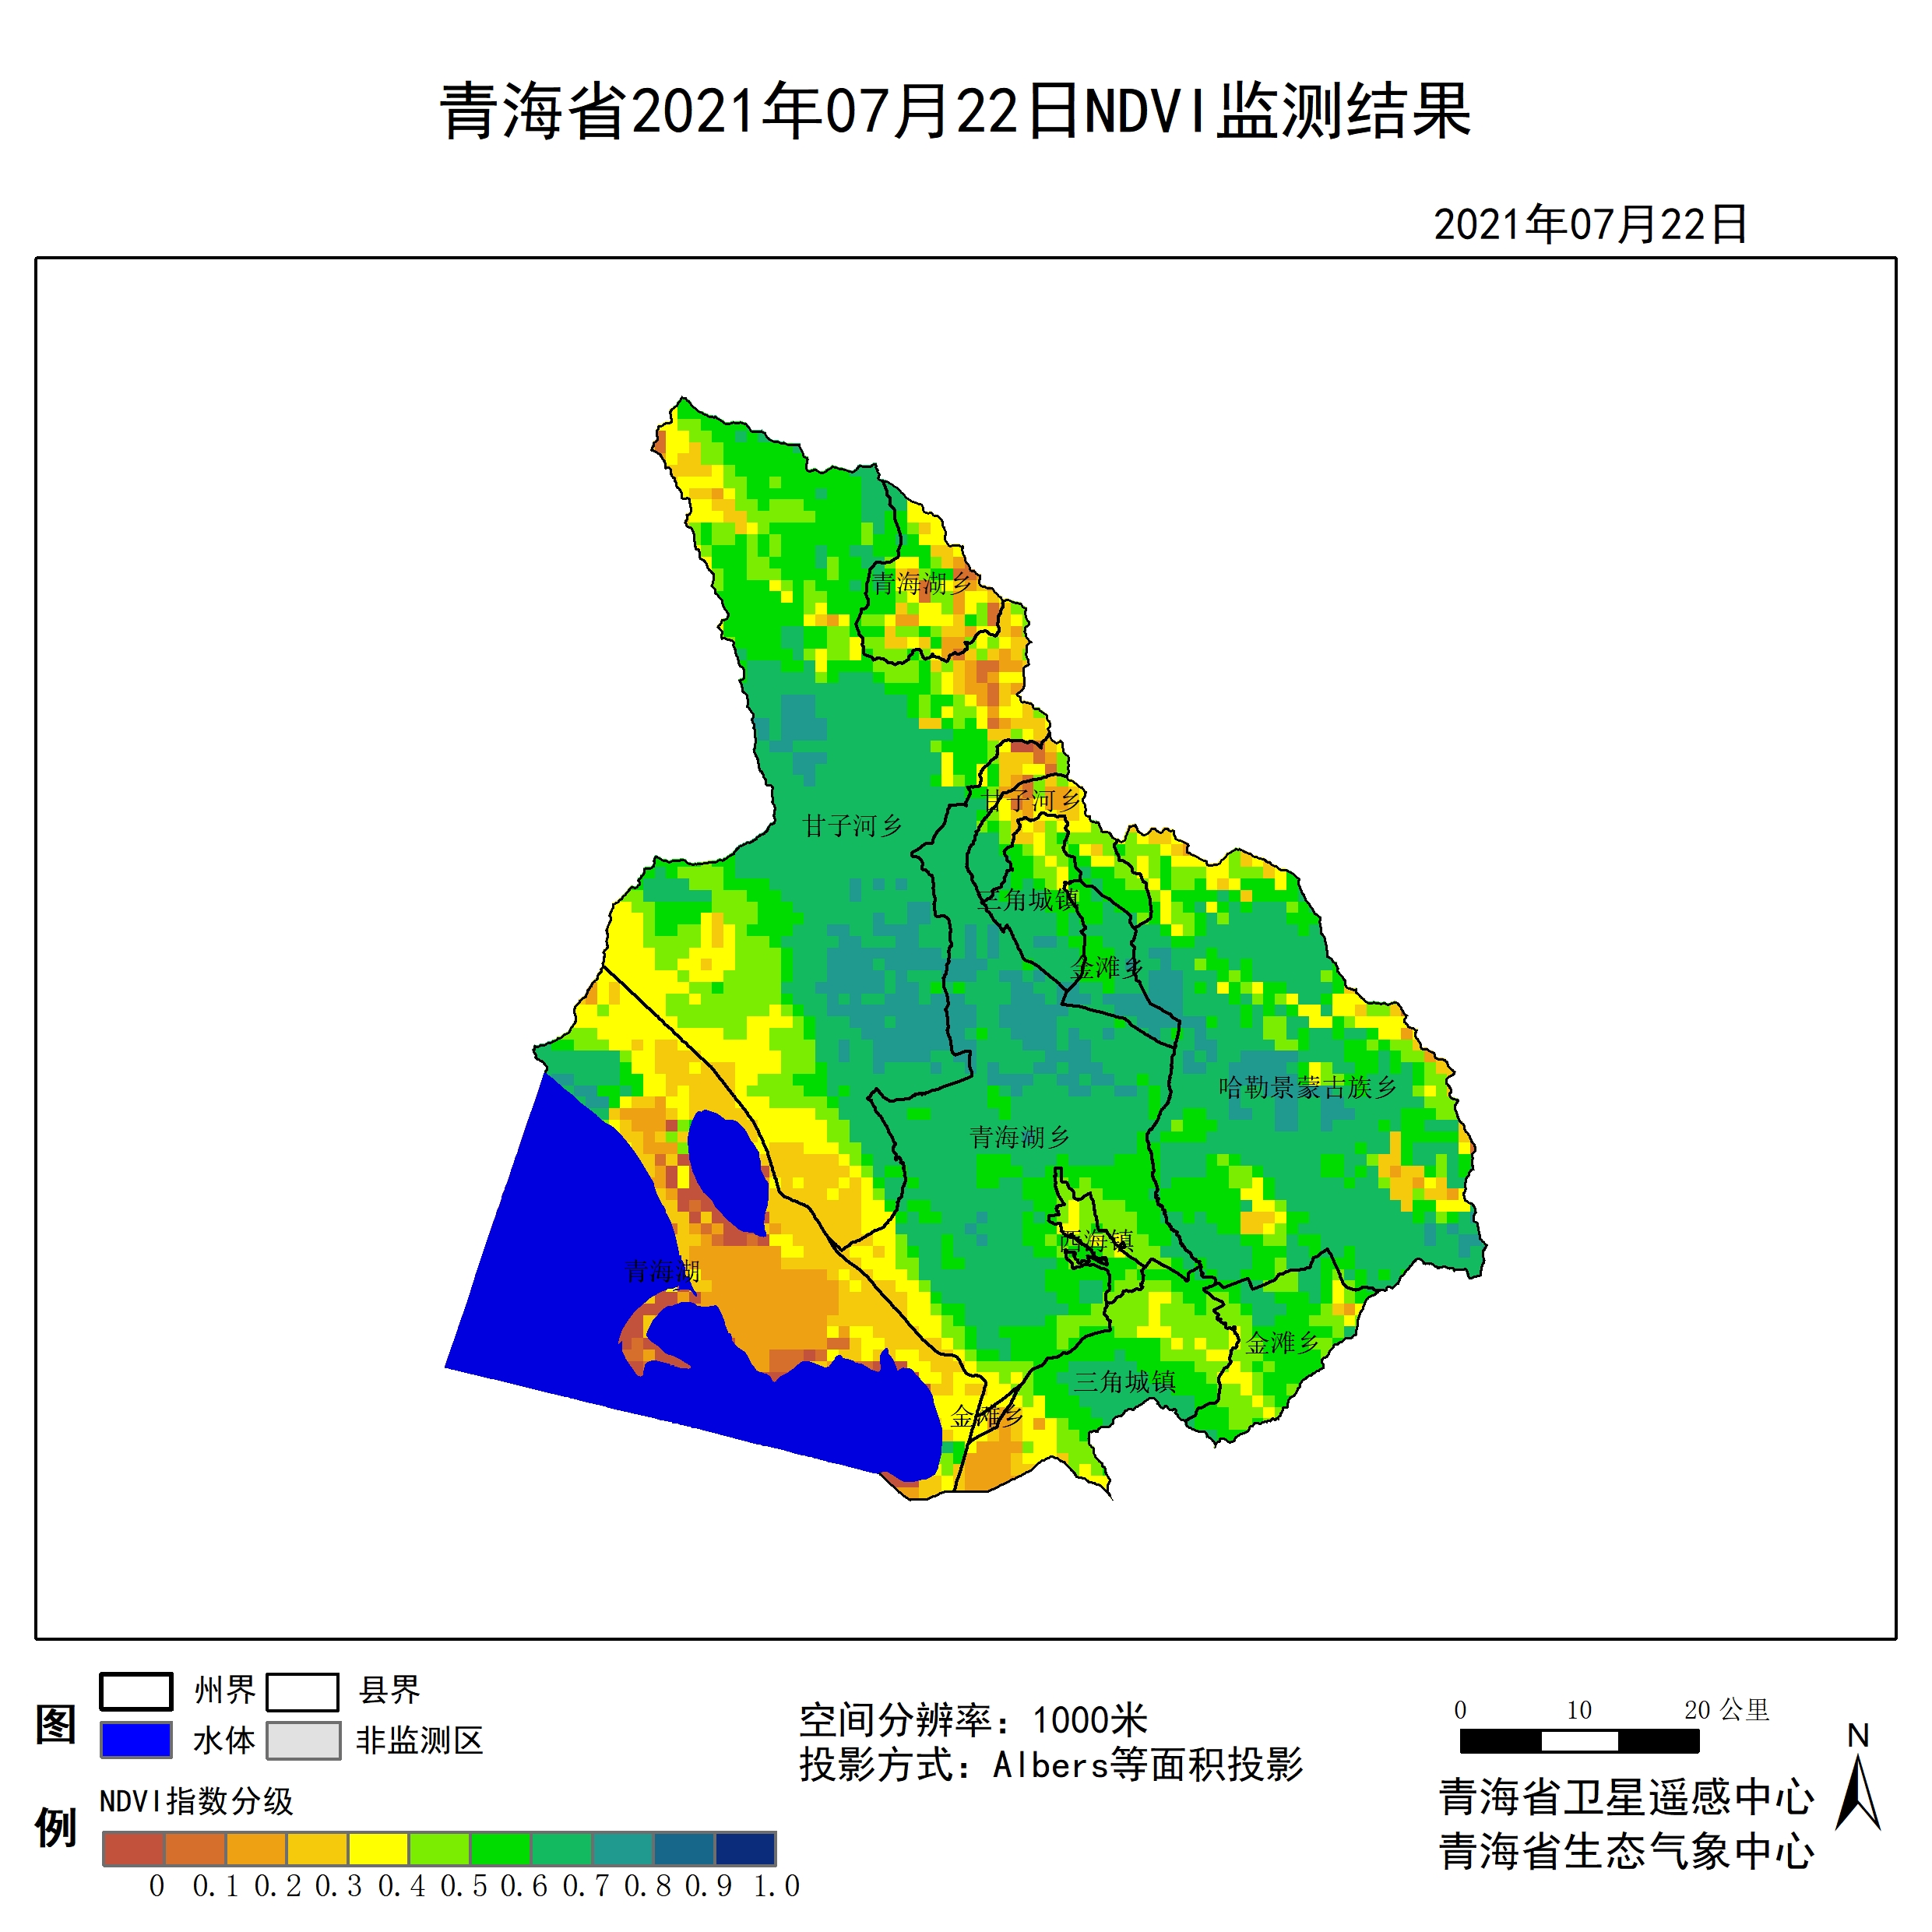 青海省2021年07月22日NDVI监测结果
2021年07月22日
青海湖乡
甘子河乡
甘子河乡
三角城镇
金滩乡
哈勒景蒙古族乡
青海湖乡
西海镇
青海湖
金滩乡
三角城镇
金滩乡
图例
州界 县界
水体 非监测区
NDVI指数分级
0 0.1 0.2 0.3 0.4 0.5 0.6 0.7 0.8 0.9 1.0
空间分辨率：1000米
投影方式：Albers等面积投影
0 10 20 公里
N
青海省卫星遥感中心
青海省生态气象中心